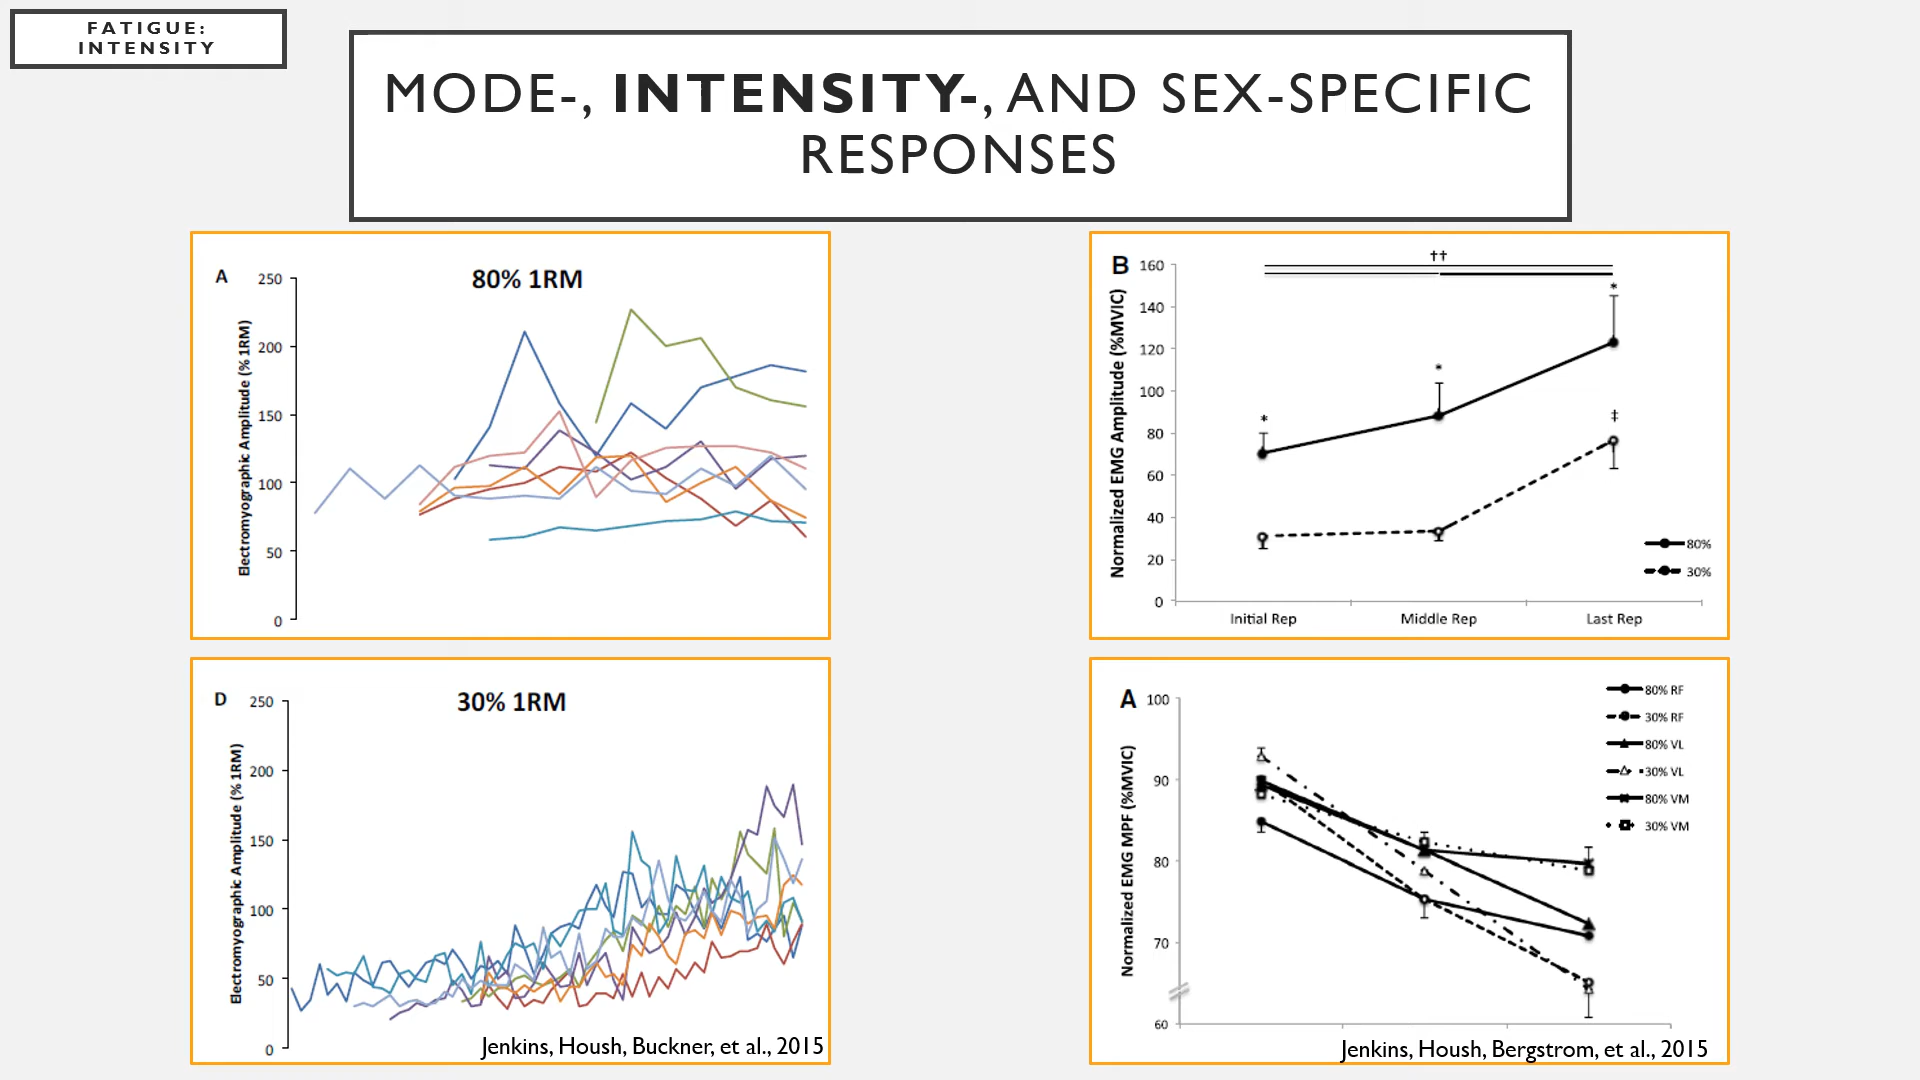 FATIGUE:
INTENSITY
MODE-, INTENSITY-, AND SEX-SPECIFIC
RESPONSES
A
80% 1RM
Electromyographic Amplitude (% 1RM)
250
200
150
100
50
0
B
††
Normalized EMG Amplitude (%MVIC)
160
140
120
100
80
60
40
20
0
*
*
*
‡
80%
30%
Initial Rep
Middle Rep
Last Rep
D
30% 1RM
Electromyographic Amplitude (% 1RM)
250
200
150
100
50
0
Jenkins, Housh, Buckner, et al., 2015
A
Normalized EMG MPF (%MVIC)
100
90
80
70
60
80% RF
30% RF
80% VL
30% VL
80% VM
30% VM
Jenkins, Housh, Bergstrom, et al., 2015